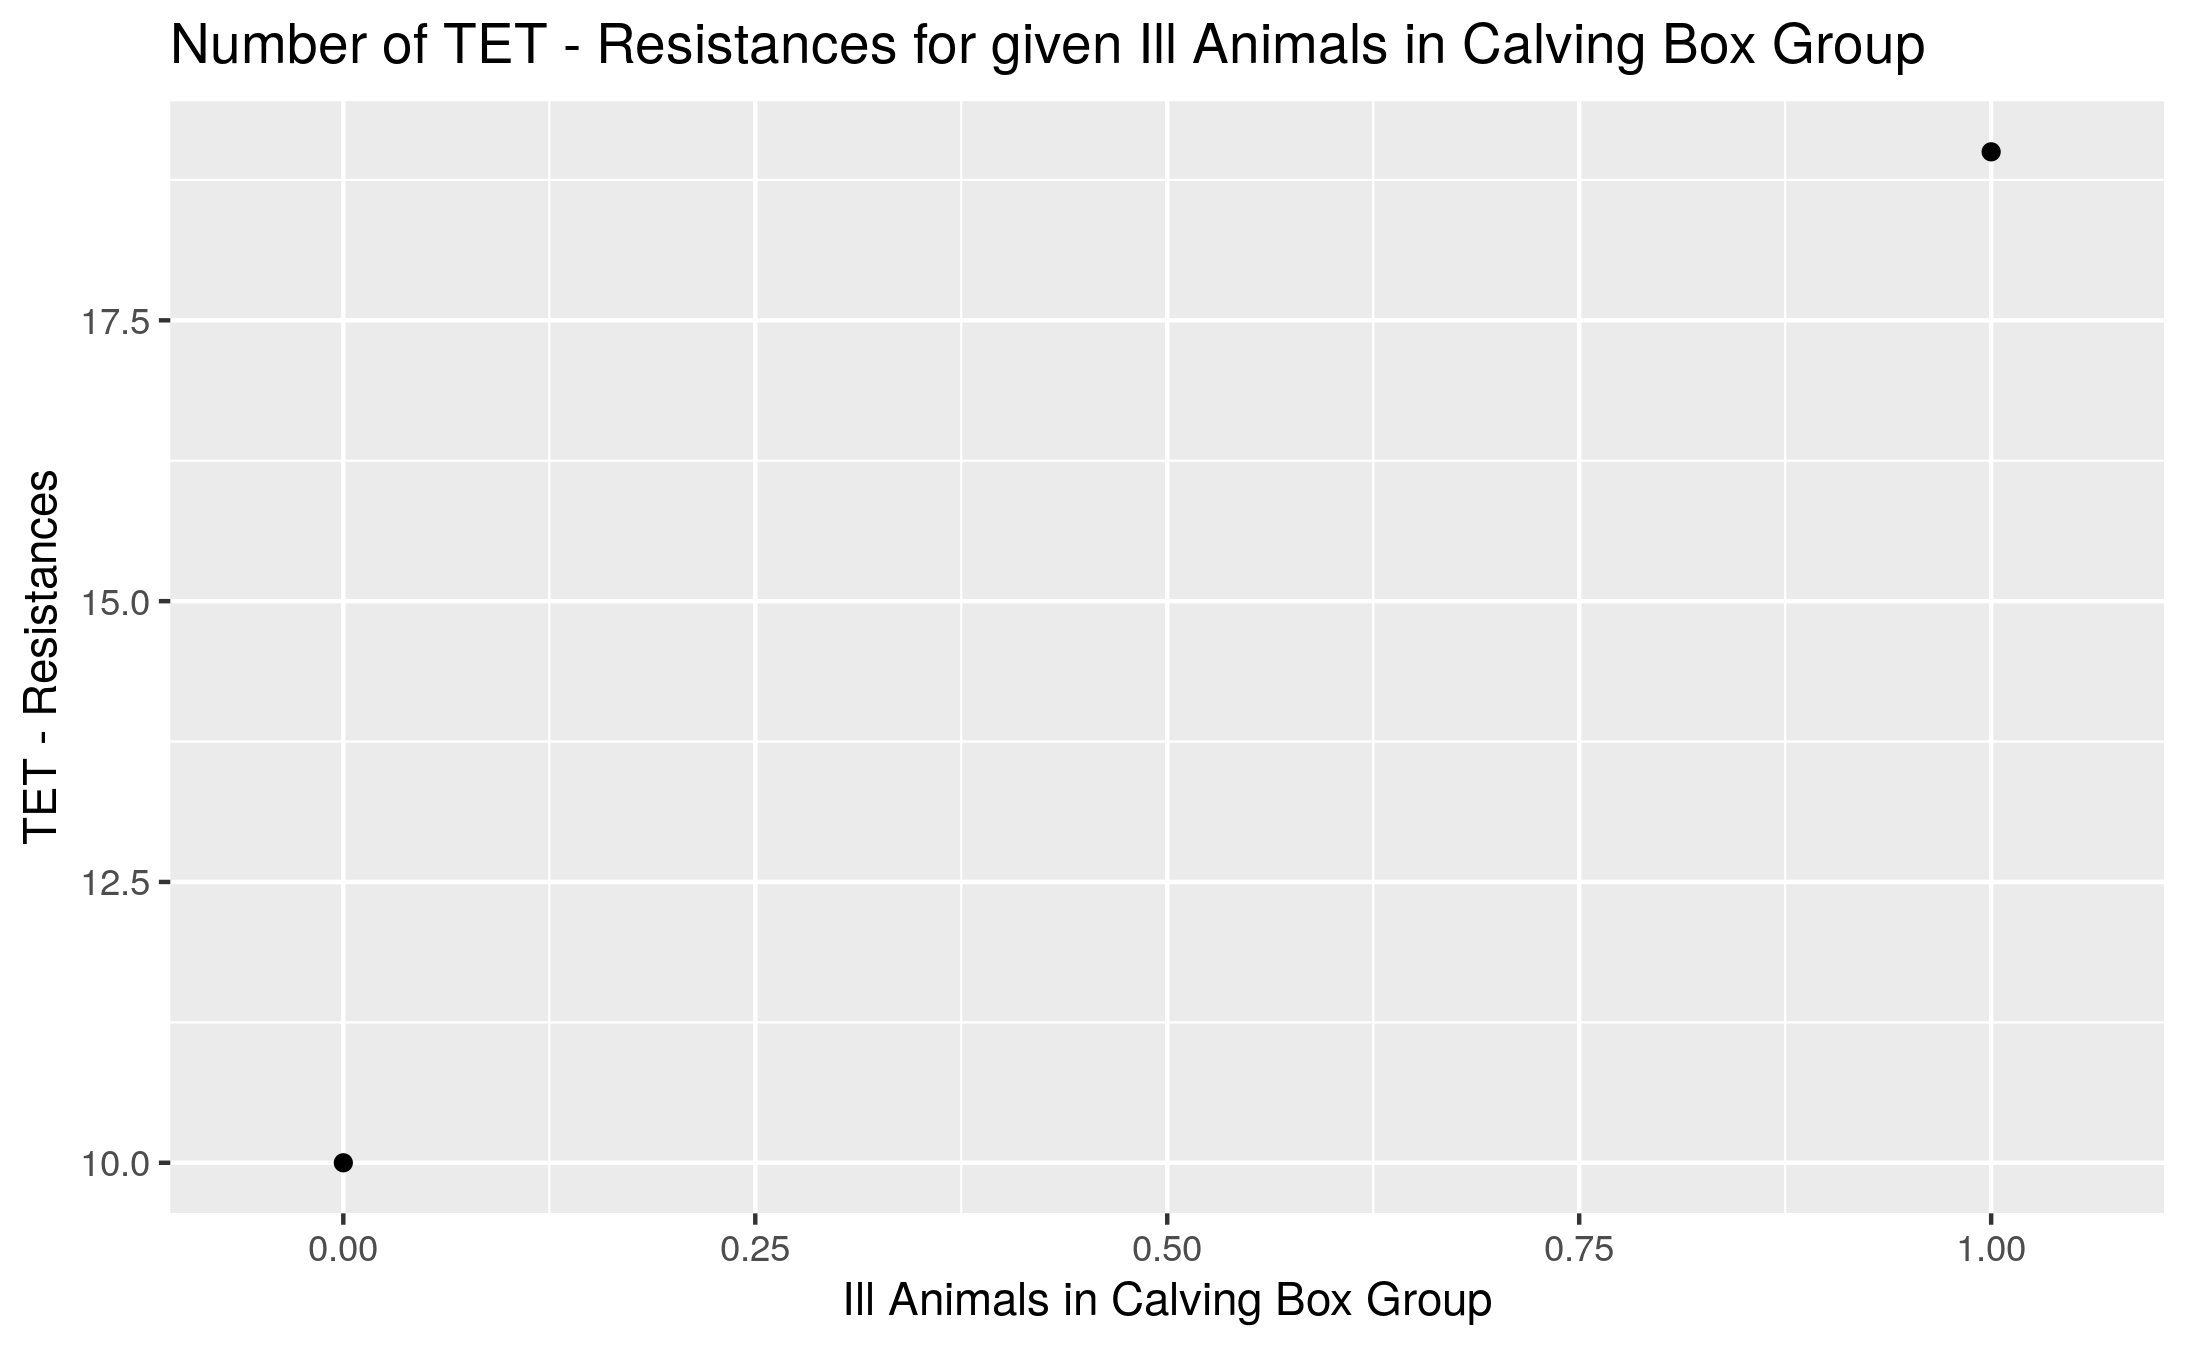 Number of TET - Resistances for given Ill Animals in Calving Box Group
TET - Resistances
17.5
15.0
12.5
10.0
0.00 0.25 0.50 0.75 1.00
Ill Animals in Calving Box Group